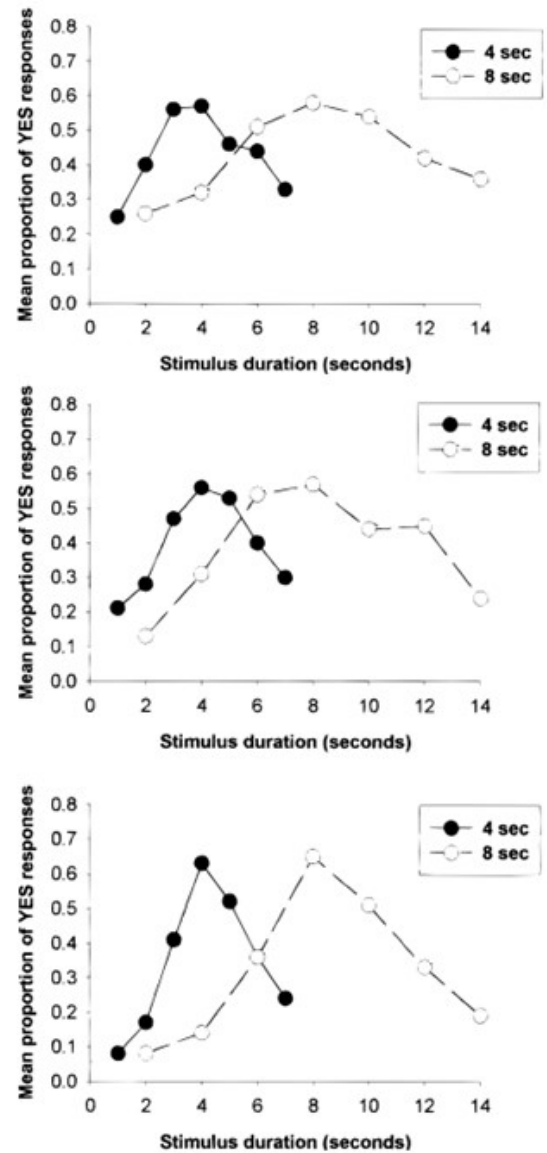 Mean proportion of YES responses
0.8
0.7
0.6
0.5
0.4
0.3
0.2
0.1
0.0
4 sec
8 sec
0 2 4 6 8 10 12 14
Stimulus duration (seconds)
Mean proportion of YES responses
0.8
0.7
0.6
0.5
0.4
0.3
0.2
0.1
0.0
4 sec
8 sec
0 2 4 6 8 10 12 14
Stimulus duration (seconds)
Mean proportion of YES responses
0.8
0.7
0.6
0.5
0.4
0.3
0.2
0.1
0.0
4 sec
8 sec
0 2 4 6 8 10 12 14
Stimulus duration (seconds)